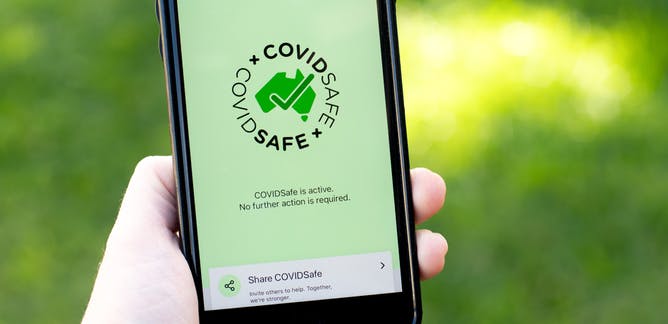 + COVIDSAFE
+ COVIDSAFE
COVIDSafe is active.
No further action is required.
Share COVIDSafe
Invite others to help. Together,
we're stronger.